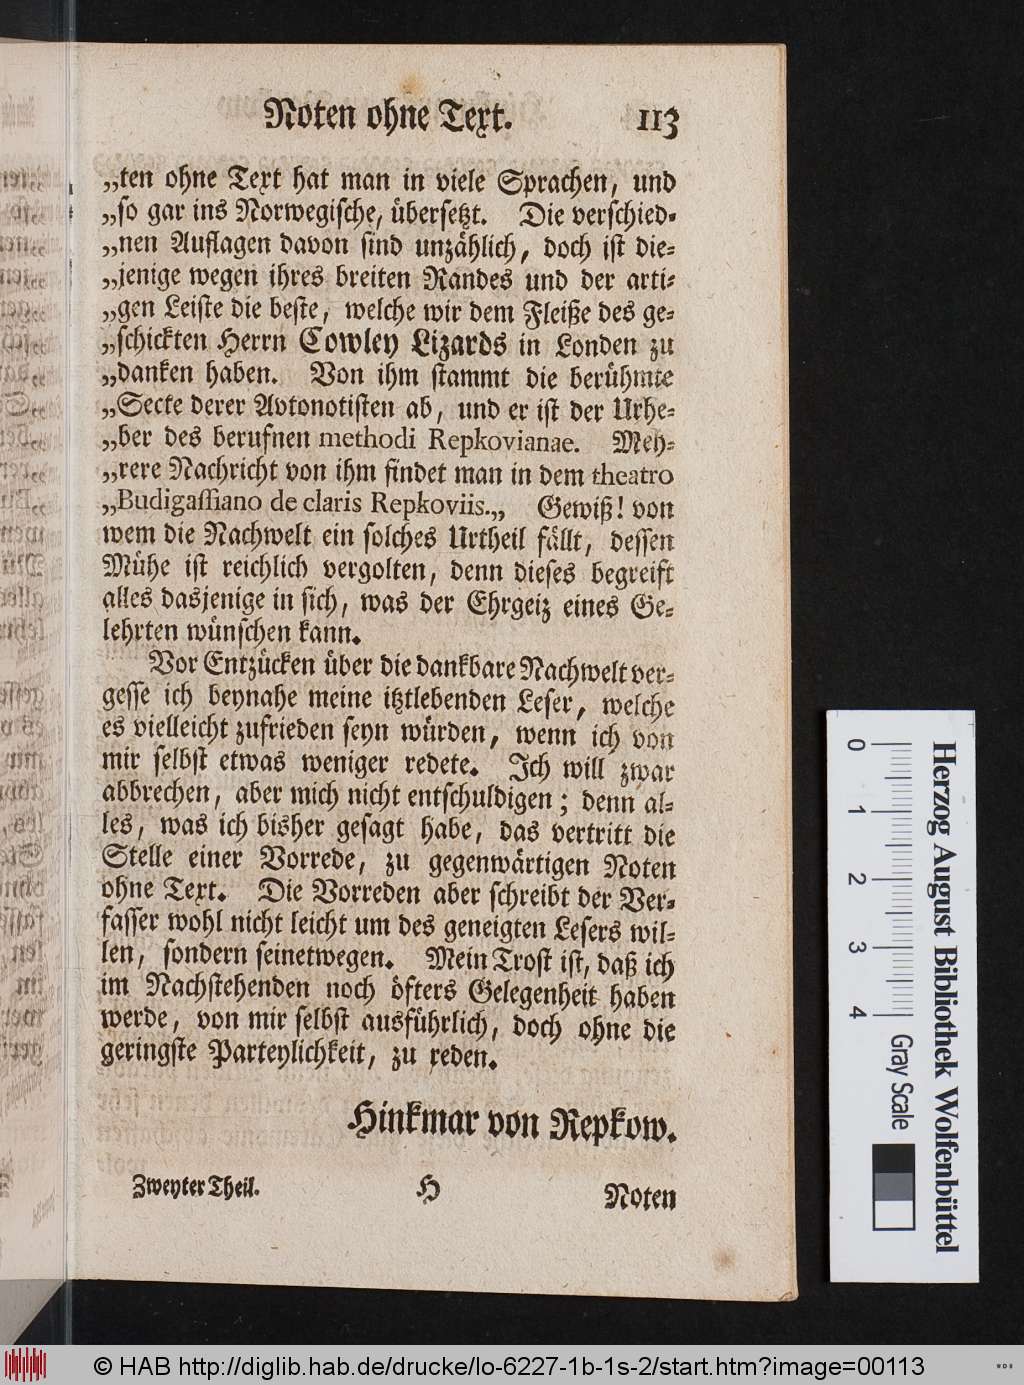 Noten ohne Text. 113
„ten ohne Text hat man in viele Sprachen, und
„so gar ins Norwegische, übersetzt. Die verschied-
„nen Auflagen davon sind unzählich, doch ist die-
„jenige wegen ihres breiten Randes und der arti-
„gen Leiste die beste, welche wir dem Fleiße des ge-
„schickten Herrn Cowley Lizards in Londen zu
„danken haben. Von ihm stammt die berühmte
„Secte derer Avtonotisten ab, und er ist der Urhe-
„ber des berufnen methodi Repkovianae. Mey-
„rere Nachricht von ihm findet man in dem theatro
„Budigaſſiano de claris Repkoviis.„ Gewiß! von
wem die Nachwelt ein solches Urtheil fällt, dessen
Mühe ist reichlich vergolten, denn dieses begreift
alles dasjenige in sich, was der Ehrgeiz eines Ge-
lehrten wünschen kann.
Vor Entzücken über die dankbare Nachwelt ver-
gesse ich beynahe meine itztlebenden Leser, welche
es vielleicht zufrieden seyn würden, wenn ich von
mir selbst etwas weniger redete. Ich will zwar
abbrechen, aber mich nicht entschuldigen; denn al-
les, was ich bisher gesagt habe, das vertritt die
Stelle einer Vorrede, zu gegenwärtigen Noten
ohne Text. Die Vorreden aber schreibt der Ver-
fasser wohl nicht leicht um des geneigten Lesers wil-
len, sondern seinetwegen. Mein Trost ist, daß ich
im Nachstehenden noch öfters Gelegenheit haben
werde, von mir selbst ausführlich, doch ohne die
geringste Parteylichkeit, zu reden.
Hinkmar von Repkow.
Zweyter Theil. H Noten
Herzog August Bibliothek Wolfenbüttel
0 1 2 3 4 Gray Scale
© HAB http://diglib.hab.de/drucke/lo-6227-1b-1s-2/start.htm?image=00113